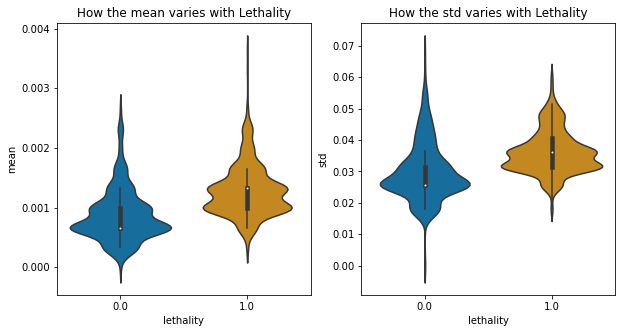 How the mean varies with Lethality
0.004
0.003
0.002
0.001
0.000
mean
0.0
1.0
lethality
How the std varies with Lethality
0.07
0.06
0.05
0.04
0.03
0.02
0.01
0.00
std
0.0
1.0
lethality